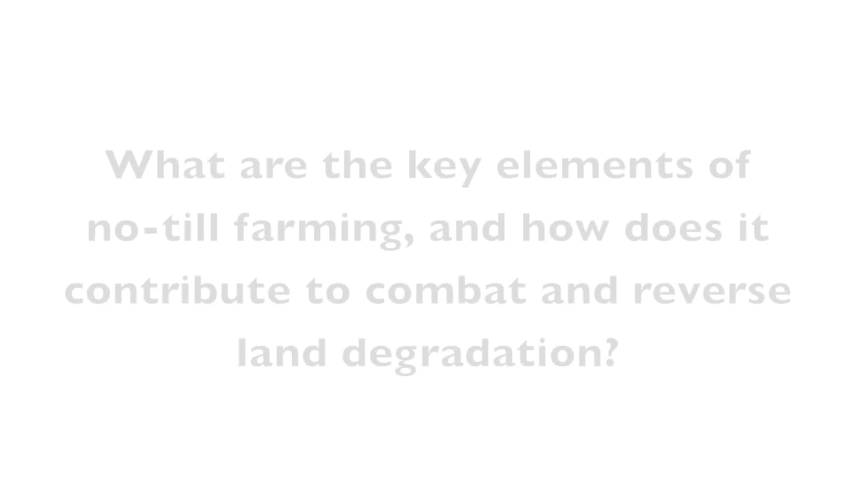 What are the key elements of
no-till farming, and how does it
contribute to combat and reverse
land degradation?